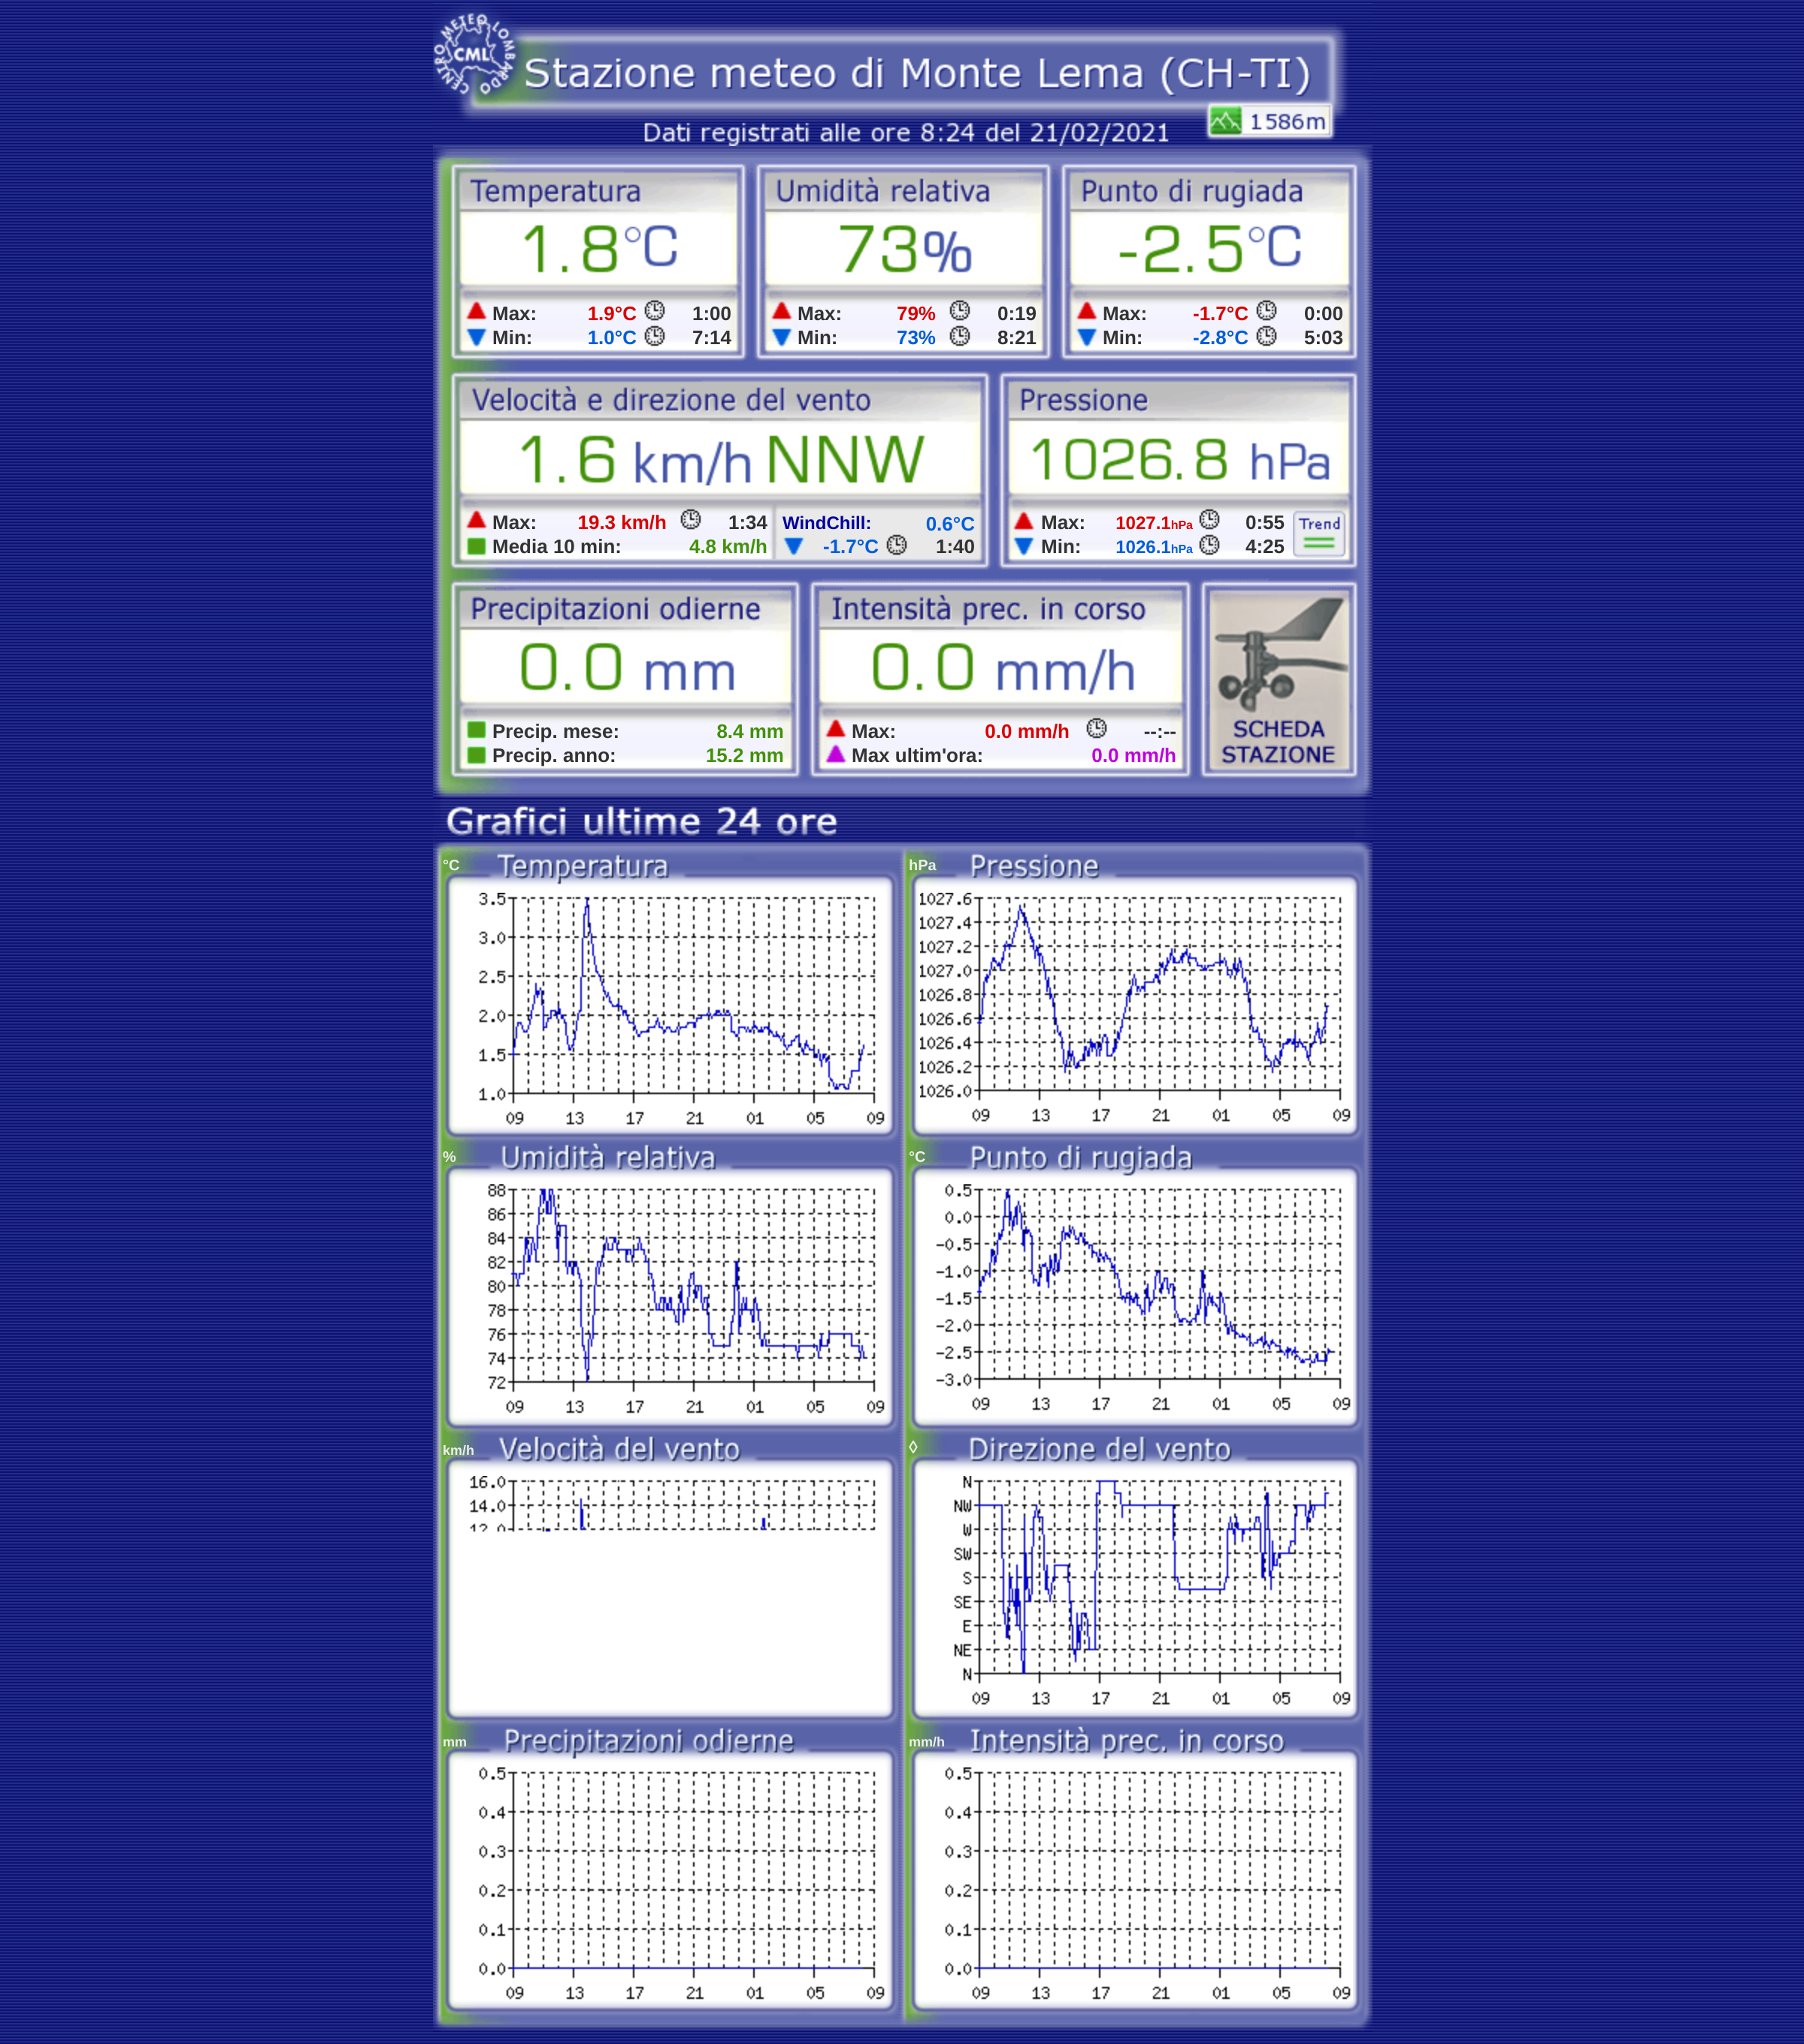 CENTRO METEO LOMBARDO
CML
Stazione meteo di Monte Lema (CH-TI)
1586m
Dati registrati alle ore 8:24 del 21/02/2021
Temperatura Umidità relativa Punto di rugiada
1.8°C 73% -2.5°C
Max: 1.9°C 1:00 Max: 79% 0:19 Max: -1.7°C 0:00
Min: 1.0°C 7:14 Min: 73% 8:21 Min: -2.8°C 5:03
Velocità e direzione del vento Pressione
1.6 km/h NNW 1026.8 hPa
Max: 19.3 km/h 1:34 WindChill: 0.6°C Max: 1027.1hPa 0:55 Trend
Media 10 min: 4.8 km/h -1.7°C 1:40 Min: 1026.1hPa 4:25
Precipitazioni odierne Intensità prec. in corso
0.0 mm 0.0 mm/h
Precip. mese: 8.4 mm Max: 0.0 mm/h --:-- SCHEDA
Precip. anno: 15.2 mm Max ultim'ora: 0.0 mm/h STAZIONE
Grafici ultime 24 ore
°C Temperatura
3.5
3.0
2.5
2.0
1.5
1.0
09 13 17 21 01 05 09
hPa Pressione
1027.6
1027.4
1027.2
1027.0
1026.8
1026.6
1026.4
1026.2
1026.0
09 13 17 21 01 05 09
% Umidità relativa
88
86
84
82
80
78
76
74
72
09 13 17 21 01 05 09
°C Punto di rugiada
0.5
0.0
-0.5
-1.0
-1.5
-2.0
-2.5
-3.0
09 13 17 21 01 05 09
km/h Velocità del vento
16.0
14.0
12.0
◊ Direzione del vento
N
NW
W
SW
S
SE
E
NE
N
09 13 17 21 01 05 09
mm Precipitazioni odierne
0.5
0.4
0.3
0.2
0.1
0.0
09 13 17 21 01 05 09
mm/h Intensità prec. in corso
0.5
0.4
0.3
0.2
0.1
0.0
09 13 17 21 01 05 09